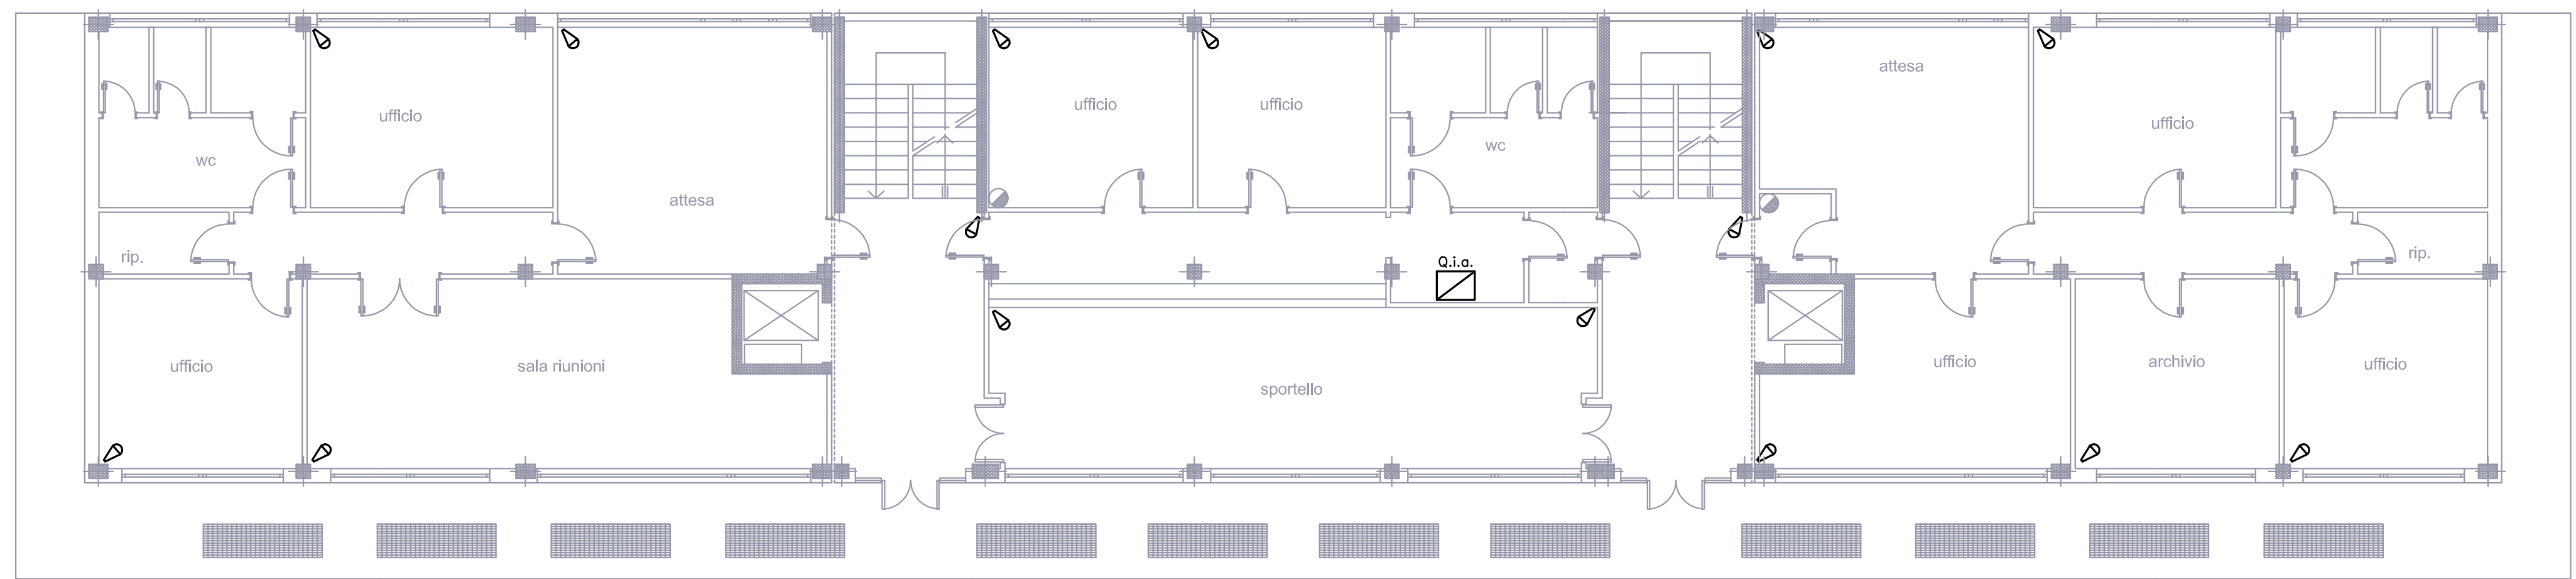 attesa
ufficio
ufficio
ufficio
ufficio
wc
wc
attesa
rip.
rip.
Q.i.a.
ufficio
sala riunioni
sportello
ufficio
archivio
ufficio